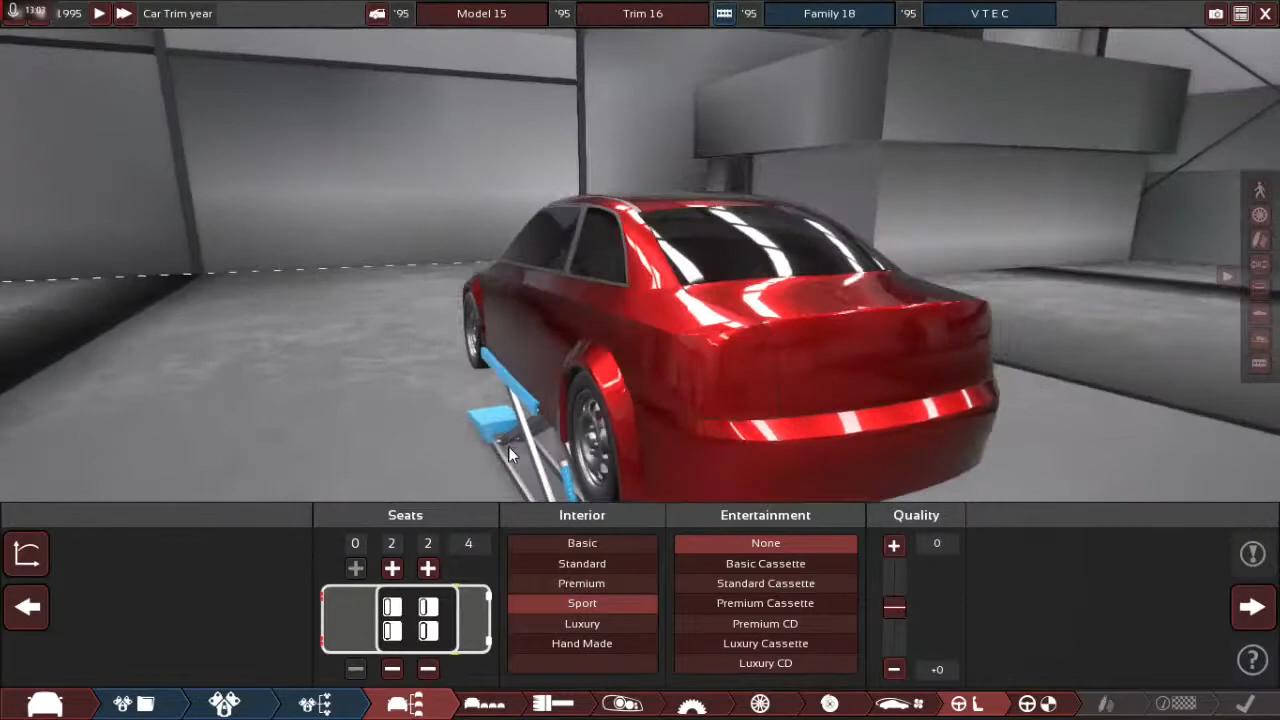 13:03 1995 Car Trim year '95 Model 15 '95 Trim 16 '95 Family 18 '95 V T E C
Seats Interior Entertainment Quality
0 2 2 4 Basic None 0
Standard Basic Cassette
Premium Standard Cassette
Sport Premium Cassette
Luxury Premium CD
Hand Made Luxury Cassette
Luxury CD +0